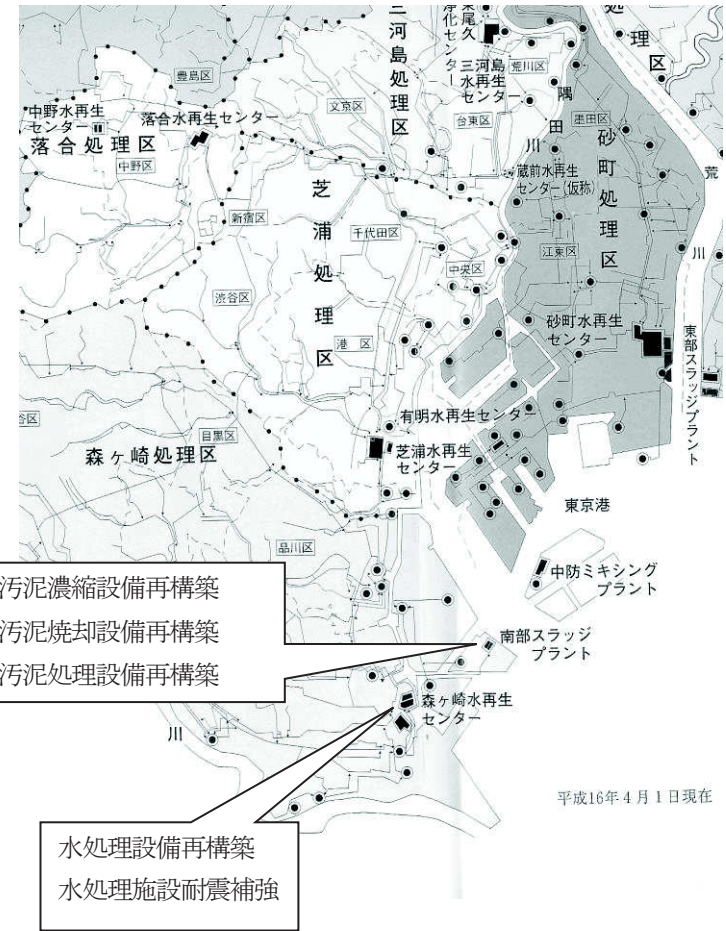 三河島処理区
東尾久
浄化センター
処理区
豊島区
荒川区
三河島
水再生
センター
隅田川
文京区
台東区
墨田区
中野水再生
センター
落合水再生センター
落合処理区
中野区
砂町処理区
荒川
蔵前水再生
センター(仮称)
芝浦処理区
新宿区
千代田区
江東区
中央区
渋谷区
港区
砂町水再生
センター
東部スラッジプラント
有明水再生センター
谷区
目黒区
芝浦水再生
センター
森ヶ崎処理区
東京港
品川区
中防ミキシング
プラント
汚泥濃縮設備再構築
汚泥焼却設備再構築
汚泥処理設備再構築
南部スラッジ
プラント
森ヶ崎水再生
センター
川
平成16年4月1日現在
水処理設備再構築
水処理施設耐震補強